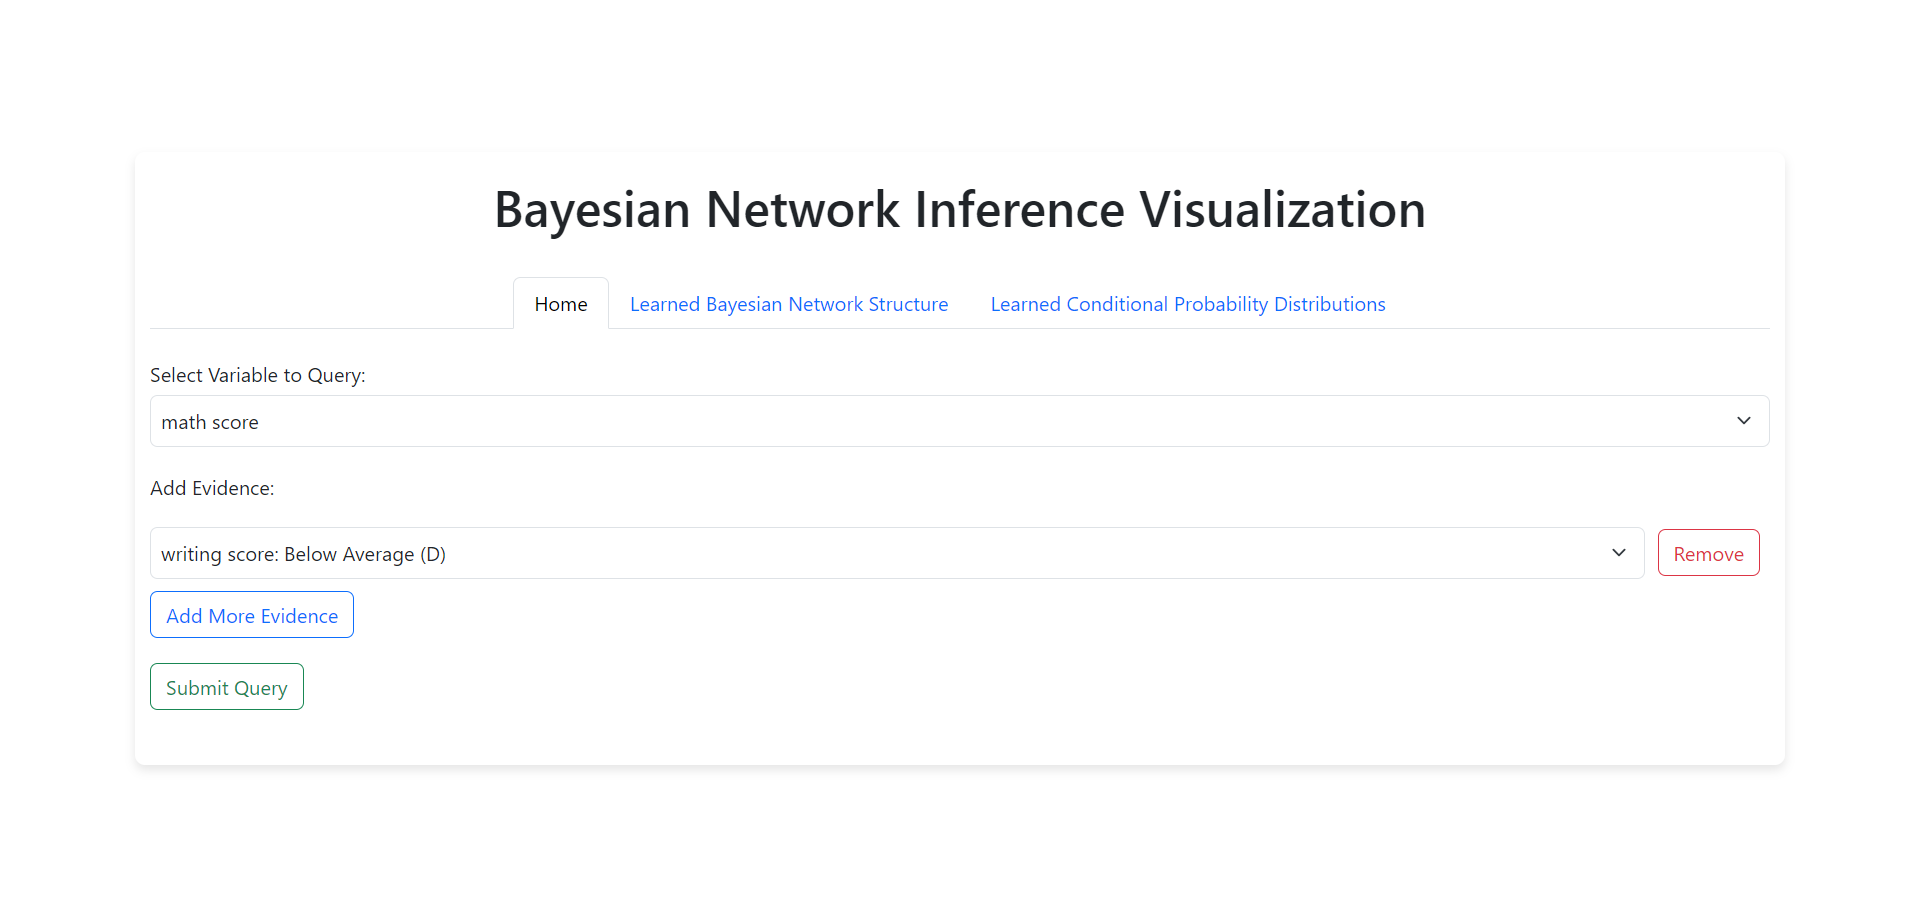 Bayesian Network Inference Visualization
Home Learned Bayesian Network Structure Learned Conditional Probability Distributions
Select Variable to Query:
math score
Add Evidence:
writing score: Below Average (D) Remove
Add More Evidence
Submit Query